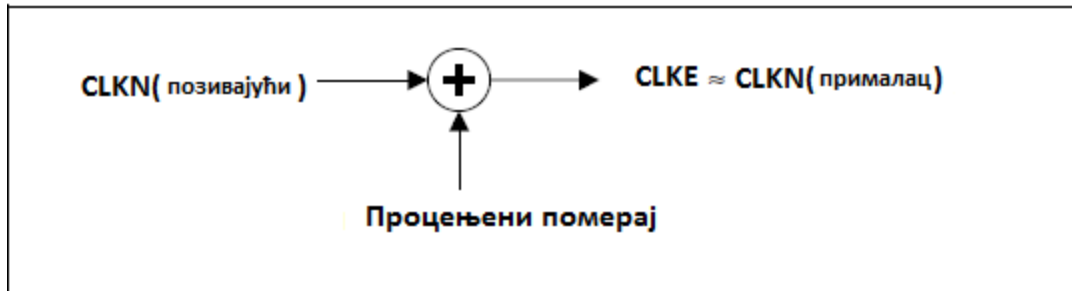 CLKN( позивајући )
CLKE ≈ CLKN( прималац)
Процењени померај